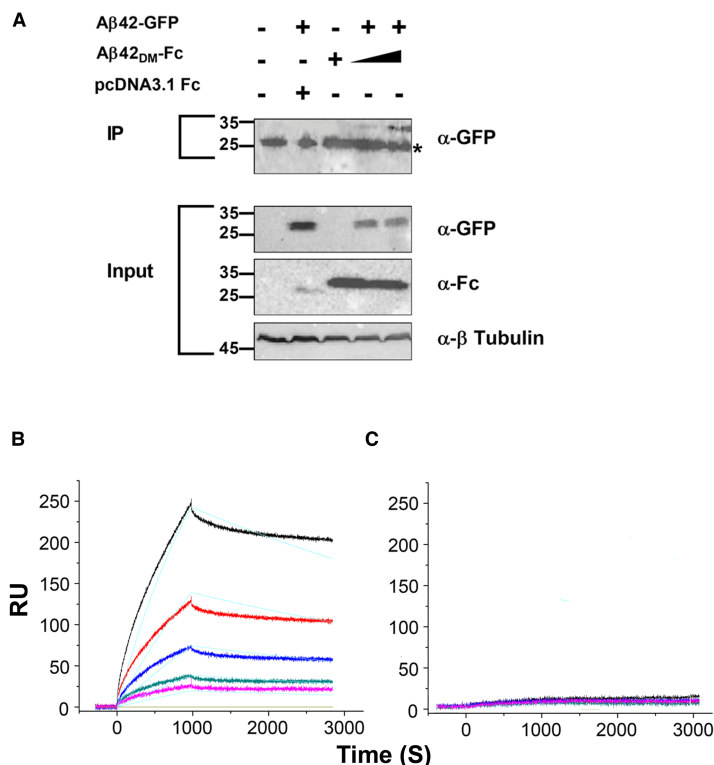 A
Aβ42-GFP - + - + +
Aβ42DM-Fc - - +
pcDNA3.1 Fc - + - - -
IP
35
25
*
α-GFP
Input
35
25
α-GFP
35
25
α-Fc
45
α-β Tubulin
B
C
RU
250
200
150
100
50
0
0 1000 2000 3000
250
200
150
100
50
0
0 1000 2000 3000
Time (S)